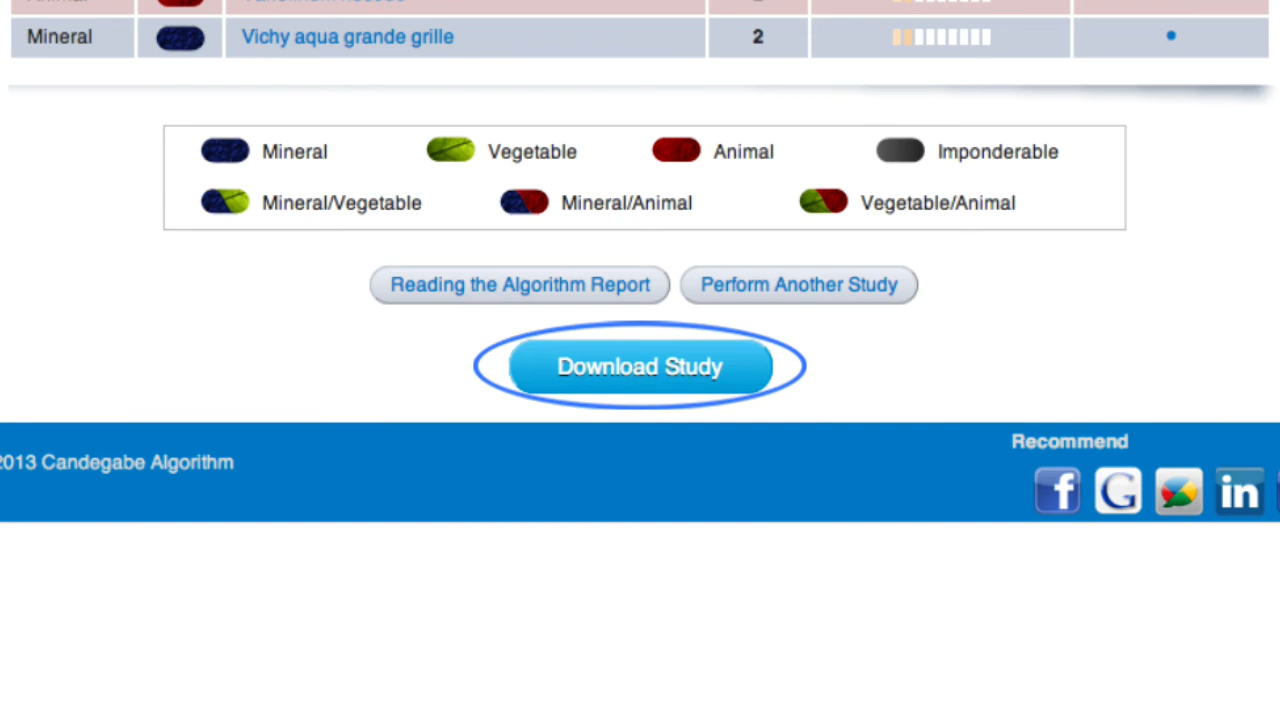 Mineral Vichy aqua grande grille 2
Mineral Vegetable Animal Imponderable
Mineral/Vegetable Mineral/Animal Vegetable/Animal
Reading the Algorithm Report Perform Another Study
Download Study
Recommend
2013 Candegabe Algorithm
f G in